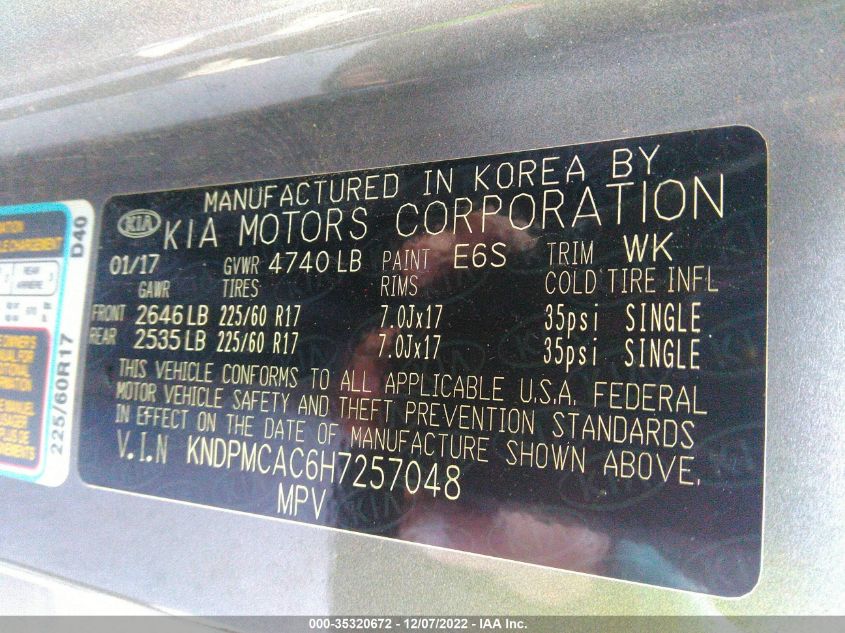 MANUFACTURED IN KOREA BY
KIA KIA MOTORS CORPORATION
01/17 GVWR 4740 LB PAINT E6S TRIM WK
GAWR TIRES RIMS COLD TIRE INFL
FRONT 2646 LB 225/60 R17 7.0Jx17 35psi SINGLE
REAR 2535 LB 225/60 R17 7.0Jx17 35psi SINGLE
THIS VEHICLE CONFORMS TO ALL APPLICABLE U.S.A. FEDERAL
MOTOR VEHICLE SAFETY AND THEFT PREVENTION STANDARDS
IN EFFECT ON THE DATE OF MANUFACTURE SHOWN ABOVE.
V.I.N KNDPMCAC6H7257048
MPV
D40
225/60R17
REAR
000-35320672 - 12/07/2022 - IAA Inc.